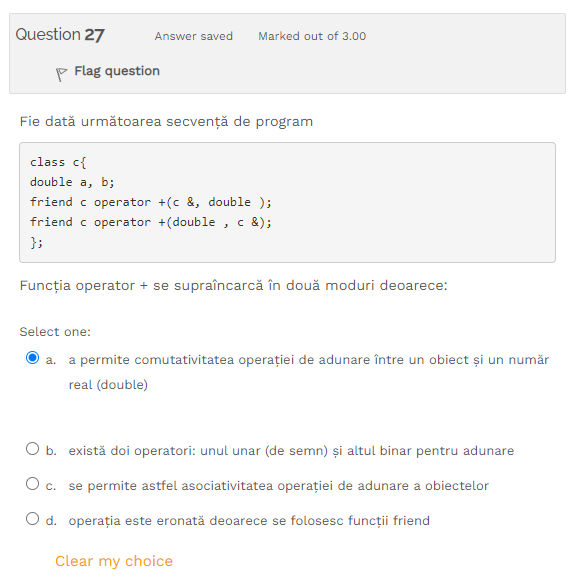 Question 27 Answer saved Marked out of 3.00
Flag question
Fie dată următoarea secvență de program
class c{
double a, b;
friend c operator +(c &, double );
friend c operator +(double , c &);
};
Funcția operator + se supraîncarcă în două moduri deoarece:
Select one:
a. a permite comutativitatea operației de adunare între un obiect și un număr
real (double)
b. există doi operatori: unul unar (de semn) și altul binar pentru adunare
c. se permite astfel asociativitatea operației de adunare a obiectelor
d. operația este eronată deoarece se folosesc funcții friend
Clear my choice